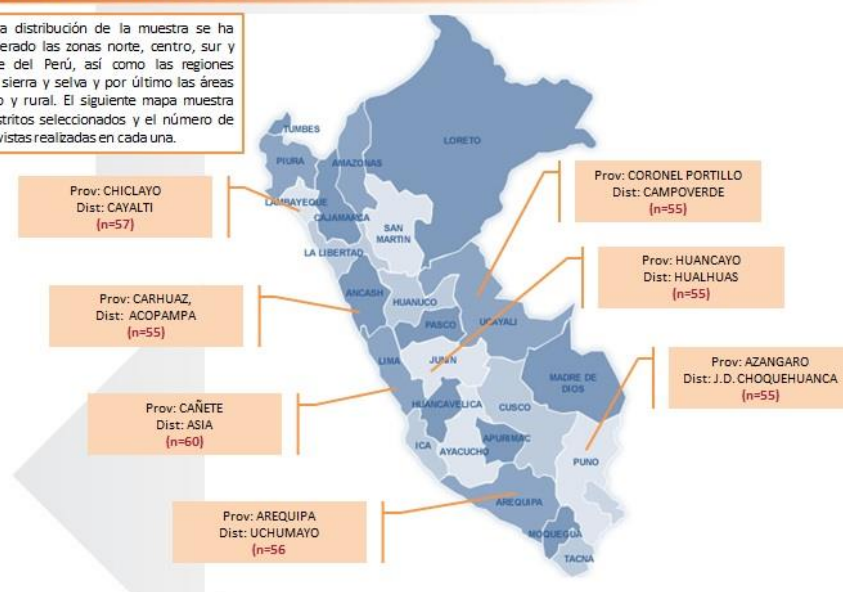 a distribución de la muestra se ha
erado las zonas norte, centro, sur y
e del Perú, así como las regiones
sierra y selva y por último las áreas
o y rural. El siguiente mapa muestra
stritos seleccionados y el número de
vistas realizadas en cada una.
TUMBES
LORETO
PIURA
AMAZONAS
LAMBAYEQUE
CAJAMARCA
SAN
MARTIN
LA LIBERTAD
ANCASH
HUANUCO
PASCO
UCAYALI
LIMA
JUNIN
MADRE DE
DIOS
HUANCAVELICA
CUSCO
APURIMAC
ICA
AYACUCHO
PUNO
AREQUIPA
MOQUEGUA
TACNA
Prov: CHICLAYO
Dist: CAYALTI
(n=57)
Prov: CARHUAZ,
Dist: ACOPAMPA
(n=55)
Prov: CAÑETE
Dist: ASIA
(n=60)
Prov: AREQUIPA
Dist: UCHUMAYO
(n=56
Prov: CORONEL PORTILLO
Dist: CAMPOVERDE
(n=55)
Prov: HUANCAYO
Dist: HUALHUAS
(n=55)
Prov: AZANGARO
Dist: J.D. CHOQUEHUANCA
(n=55)